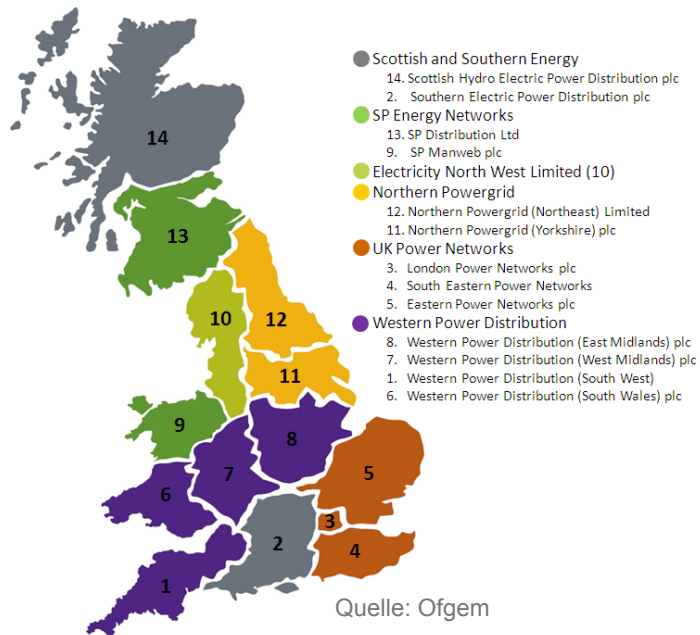 Scottish and Southern Energy
14. Scottish Hydro Electric Power Distribution plc
2. Southern Electric Power Distribution plc
SP Energy Networks
13. SP Distribution Ltd
9. SP Manweb plc
Electricity North West Limited (10)
Northern Powergrid
12. Northern Powergrid (Northeast) Limited
11. Northern Powergrid (Yorkshire) plc
UK Power Networks
3. London Power Networks plc
4. South Eastern Power Networks
5. Eastern Power Networks plc
Western Power Distribution
8. Western Power Distribution (East Midlands) plc
7. Western Power Distribution (West Midlands) plc
1. Western Power Distribution (South West)
6. Western Power Distribution (South Wales) plc
14
13
10
12
11
9
8
7
6
5
3
2
4
1
Quelle: Ofgem